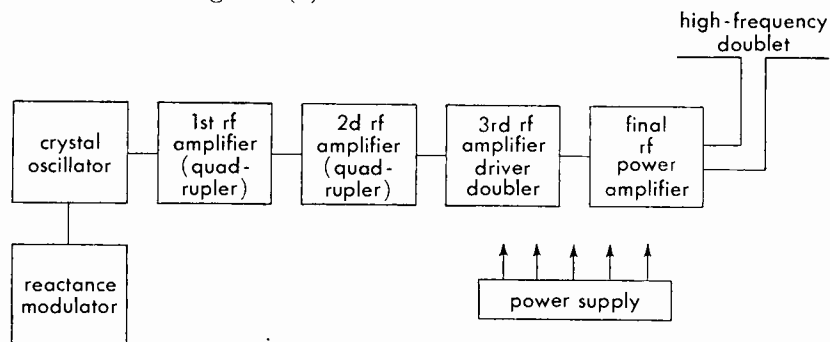 high-frequency
doublet
crystal
oscillator
1st rf
amplifier
(quad-
rupler)
2d rf
amplifier
(quad-
rupler)
3rd rf
amplifier
driver
doubler
final
rf
power
amplifier
reactance
modulator
power supply